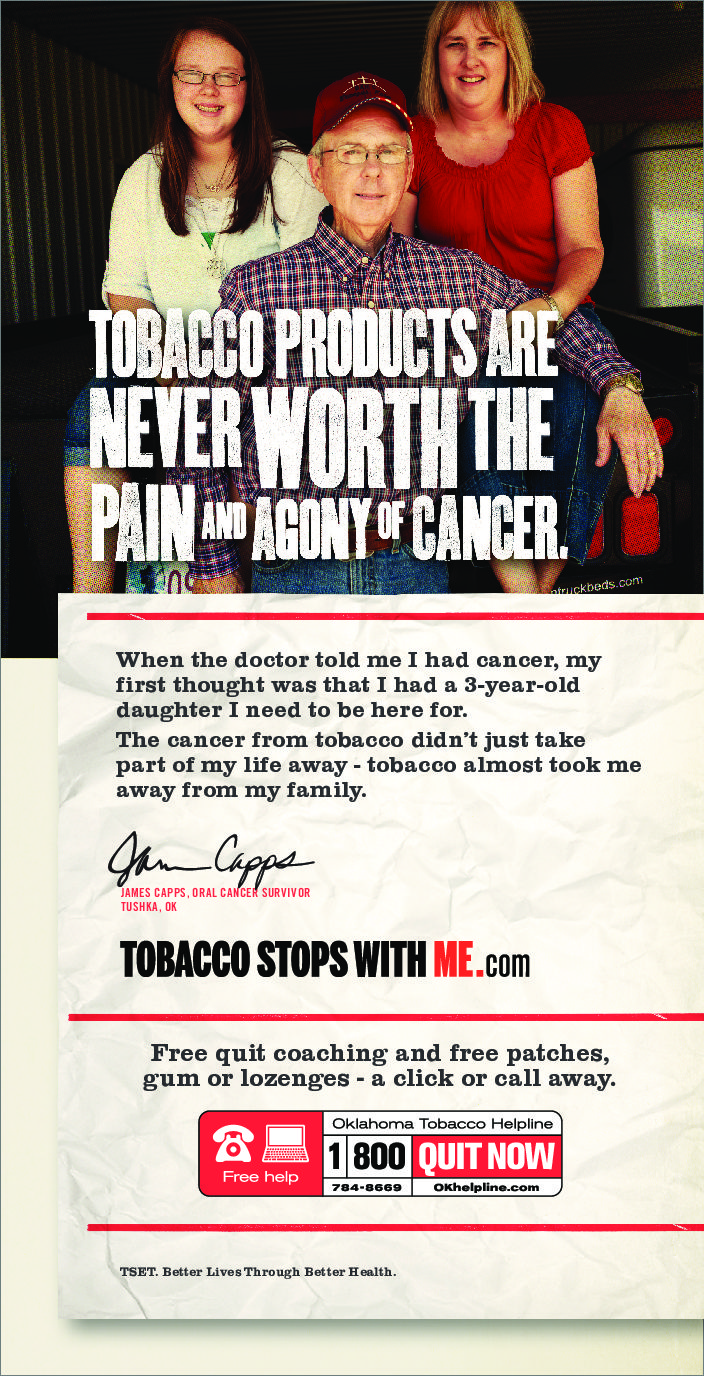 TOBACCO PRODUCTS ARE
NEVER WORTH THE
PAIN AND AGONY OF CANCER.
truckbeds.com
When the doctor told me I had cancer, my
first thought was that I had a 3-year-old
daughter I need to be here for.
The cancer from tobacco didn't just take
part of my life away - tobacco almost took me
away from my family.
James Capps
JAMES CAPPS, ORAL CANCER SURVIVOR
TUSHKA, OK
TOBACCO STOPS WITH ME.com
Free quit coaching and free patches,
gum or lozenges - a click or call away.
Free help
Oklahoma Tobacco Helpline
1 800 QUIT NOW
784-8669 OKhelpline.com
TSET. Better Lives Through Better Health.